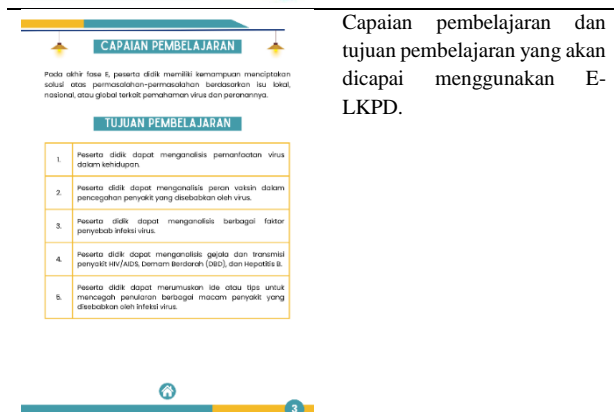 CAPAIAN PEMBELAJARAN
Pada akhir fase E, peserta didik memiliki kemampuan menciptakan
solusi atas permasalahan-permasalahan berdasarkan isu lokal,
nasional, atau global terkait pemahaman virus dan peranannya.
TUJUAN PEMBELAJARAN
1. Peserta didik dapat menganalisis pemanfaatan virus
dalam kehidupan.
2. Peserta didik dapat menganalisis peran vaksin dalam
pencegahan penyakit yang disebabkan oleh virus.
3. Peserta didik dapat menganalisis berbagai faktor
penyebab infeksi virus.
4. Peserta didik dapat menganalisis gejala dan transmisi
penyakit HIV/AIDS, Demam Berdarah (DBD), dan Hepatitis B.
5. Peserta didik dapat merumuskan ide atau tips untuk
mencegah penularan berbagai macam penyakit yang
disebabkan oleh infeksi virus.
3
Capaian pembelajaran dan
tujuan pembelajaran yang akan
dicapai menggunakan E-
LKPD.